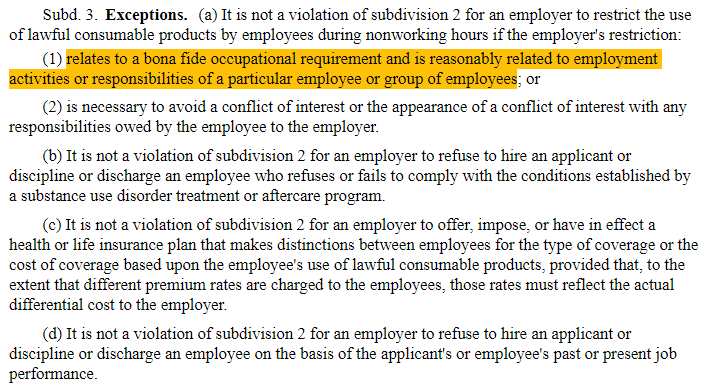 Subd. 3. Exceptions. (a) It is not a violation of subdivision 2 for an employer to restrict the use
of lawful consumable products by employees during nonworking hours if the employer's restriction:
(1) relates to a bona fide occupational requirement and is reasonably related to employment
activities or responsibilities of a particular employee or group of employees; or
(2) is necessary to avoid a conflict of interest or the appearance of a conflict of interest with any
responsibilities owed by the employee to the employer.
(b) It is not a violation of subdivision 2 for an employer to refuse to hire an applicant or
discipline or discharge an employee who refuses or fails to comply with the conditions established by
a substance use disorder treatment or aftercare program.
(c) It is not a violation of subdivision 2 for an employer to offer, impose, or have in effect a
health or life insurance plan that makes distinctions between employees for the type of coverage or the
cost of coverage based upon the employee's use of lawful consumable products, provided that, to the
extent that different premium rates are charged to the employees, those rates must reflect the actual
differential cost to the employer.
(d) It is not a violation of subdivision 2 for an employer to refuse to hire an applicant or
discipline or discharge an employee on the basis of the applicant's or employee's past or present job
performance.